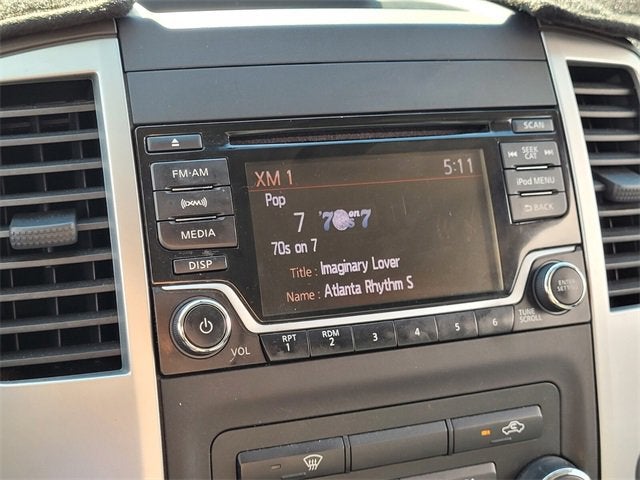 SCAN
FM·AM
SEEK
CAT
((XM))
iPod MENU
MEDIA
BACK
DISP
XM 1 5:11
Pop
7 '70s on 7
70s on 7
Title : Imaginary Lover
Name : Atlanta Rhythm S
ENTER
SETTING
TUNE
SCROLL
VOL
RPT
1
RDM
2
3
4
5
6